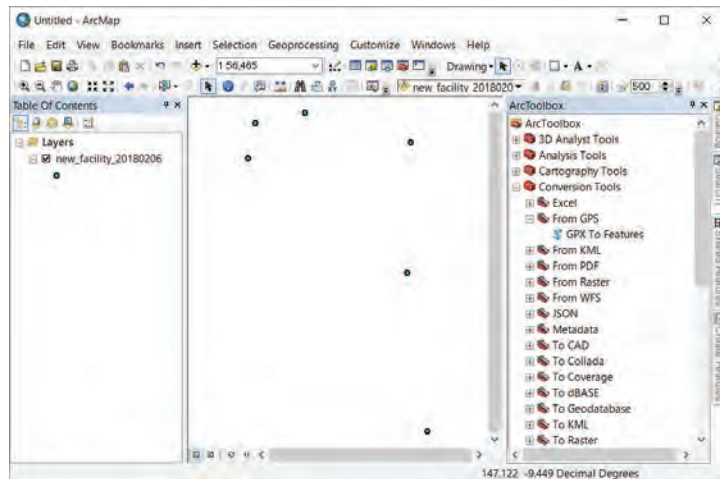 Untitled - ArcMap
File Edit View Bookmarks Insert Selection Geoprocessing Customize Windows Help
1:56,465
Drawing
A
new facility 2018020
500
Table Of Contents
Layers
new_facility_20180206
ArcToolbox
ArcToolbox
3D Analyst Tools
Analysis Tools
Cartography Tools
Conversion Tools
Excel
From GPS
GPX To Features
From KML
From PDF
From Raster
From WFS
JSON
Metadata
To CAD
To Collada
To Coverage
To dBASE
To Geodatabase
To KML
To Raster
147.122 -9.449 Decimal Degrees